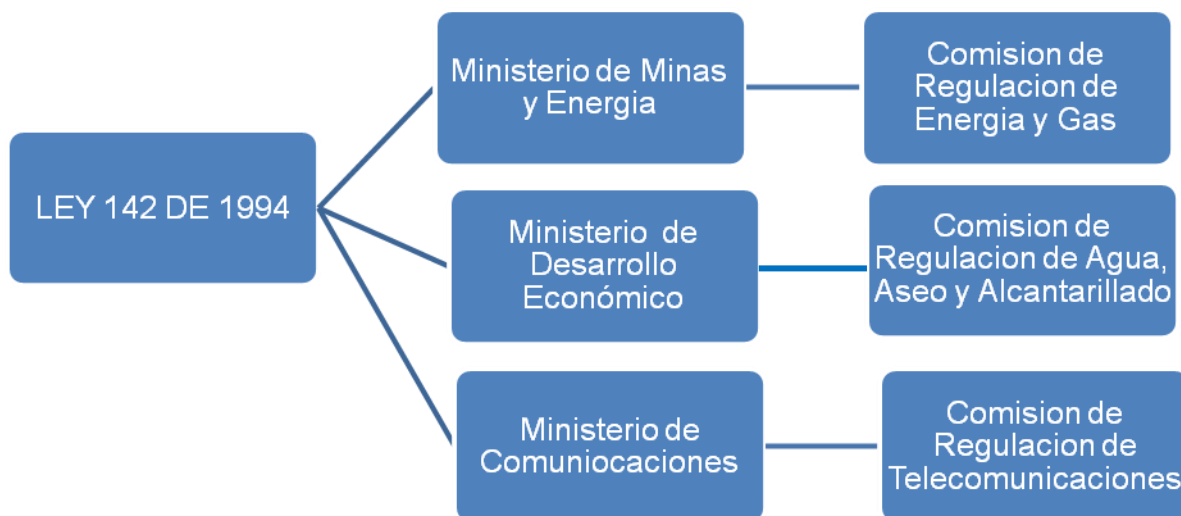 LEY 142 DE 1994
Ministerio de Minas
y Energia
Comision de
Regulacion de
Energia y Gas
Ministerio de
Desarrollo
Económico
Comision de
Regulacion de Agua,
Aseo y Alcantarillado
Ministerio de
Comuniocaciones
Comision de
Regulacion de
Telecomunicaciones